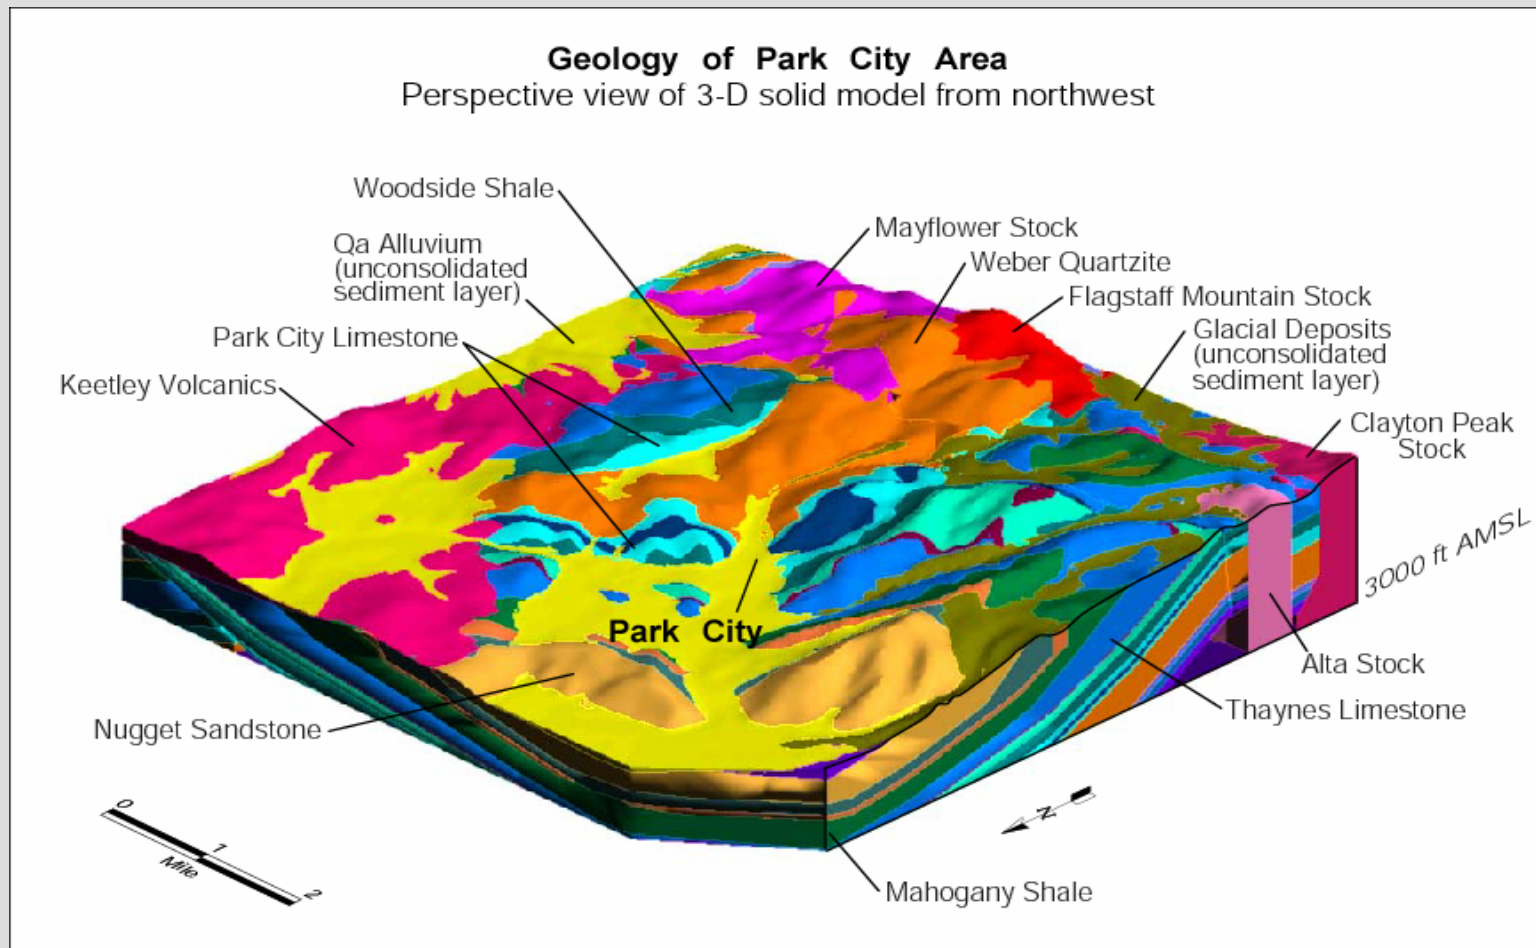 Geology of Park City Area
Perspective view of 3-D solid model from northwest
Woodside Shale
Mayflower Stock
Qa Alluvium
(unconsolidated
sediment layer)
Weber Quartzite
Flagstaff Mountain Stock
Glacial Deposits
(unconsolidated
sediment layer)
Park City Limestone
Keetley Volcanics
Clayton Peak
Stock
3000 ft AMSL
Park City
Alta Stock
Thaynes Limestone
Nugget Sandstone
0
1
2
Mile
N
Mahogany Shale